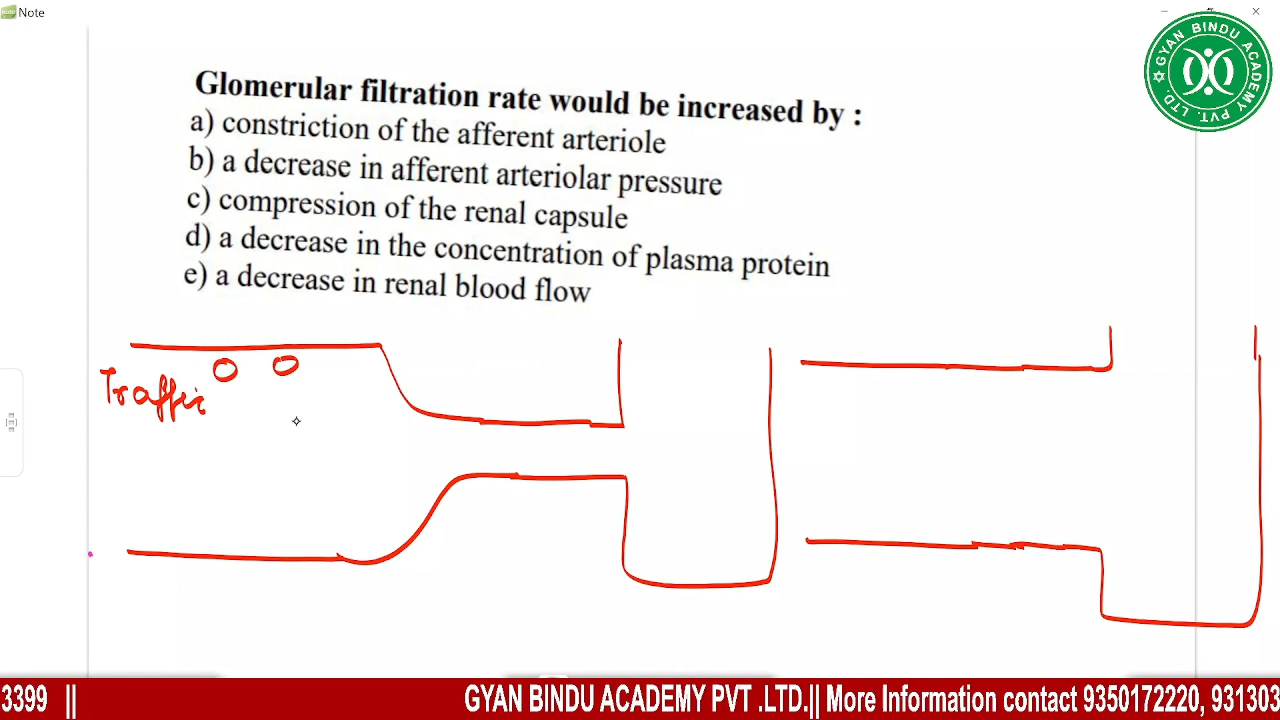 Note
GYAN BINDU ACADEMY PVT. LTD.
Glomerular filtration rate would be increased by :
a) constriction of the afferent arteriole
b) a decrease in afferent arteriolar pressure
c) compression of the renal capsule
d) a decrease in the concentration of plasma protein
e) a decrease in renal blood flow
Traffic
3399 || GYAN BINDU ACADEMY PVT .LTD.|| More Information contact 9350172220, 931303